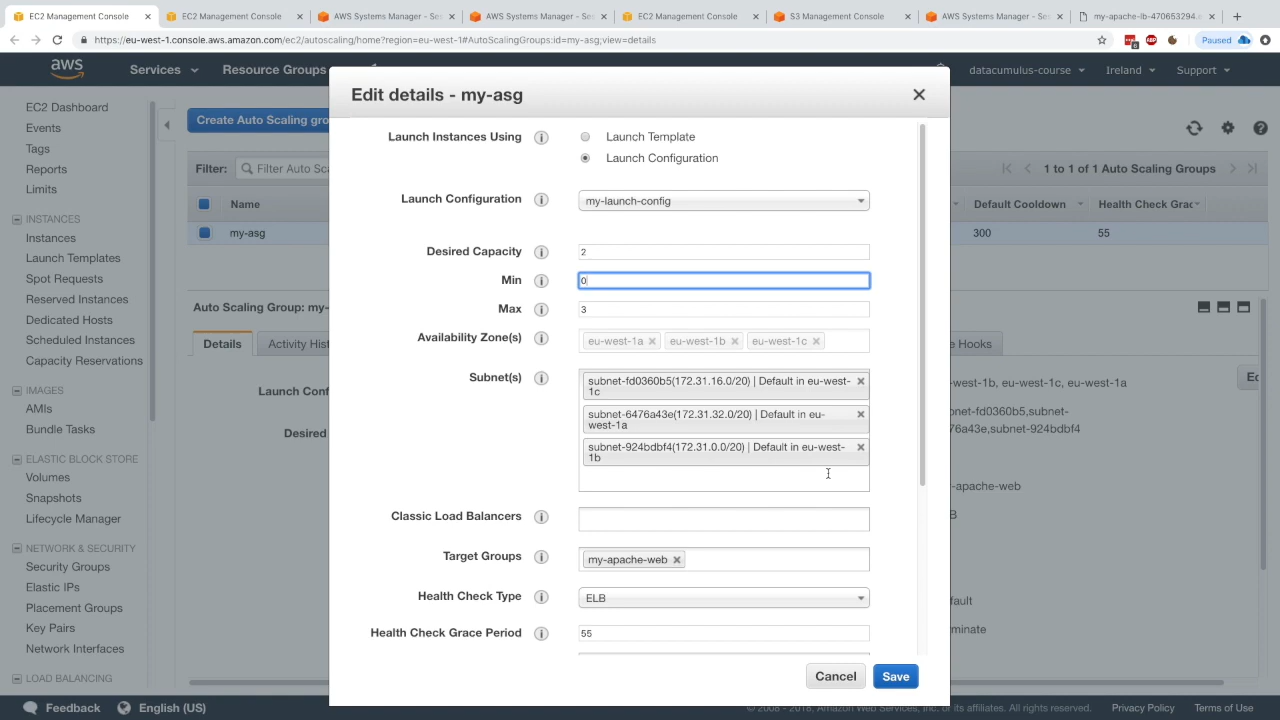 EC2 Management Console
EC2 Management Console
AWS Systems Manager - Se
AWS Systems Manager - Se
EC2 Management Console
S3 Management Console
AWS Systems Manager - Se
my-apache-lb-470653294.e
https://eu-west-1.console.aws.amazon.com/ec2/autoscaling/home?region=eu-west-1#AutoScalingGroups:id=my-asg;view=details
Paused
aws
Services
Resource Groups
datacumulus-course
Ireland
Support
EC2 Dashboard
Events
Tags
Reports
Limits
INSTANCES
Instances
Launch Templates
Spot Requests
Reserved Instances
Dedicated Hosts
Scheduled Instances
Capacity Reservations
IMAGES
AMIs
Bundle Tasks
ELASTIC BLOCK STORE
Volumes
Snapshots
Lifecycle Manager
NETWORK & SECURITY
Security Groups
Elastic IPs
Placement Groups
Key Pairs
Network Interfaces
LOAD BALANCING
Create Auto Scaling gro
Filter:
Filter Auto Sca
1 to 1 of 1 Auto Scaling Groups
Name
Default Cooldown
Health Check Grac
my-asg
300
55
Auto Scaling Group: my-
Details
Activity Hist
e Hooks
Launch Conf
Desired
-west-1b, eu-west-1c, eu-west-1a
not-fd0360b5,subnet-
76a43e,subnet-924bdbf4
-apache-web
B
fault
minate
Edit details - my-asg
Launch Instances Using
Launch Template
Launch Configuration
Launch Configuration
my-launch-config
Desired Capacity
2
Min
0
Max
3
Availability Zone(s)
eu-west-1a
eu-west-1b
eu-west-1c
Subnet(s)
subnet-fd0360b5(172.31.16.0/20) | Default in eu-west-
1c
subnet-6476a43e(172.31.32.0/20) | Default in eu-
west-1a
subnet-924bdbf4(172.31.0.0/20) | Default in eu-west-
1b
Classic Load Balancers
Target Groups
my-apache-web
Health Check Type
ELB
Health Check Grace Period
55
Cancel
Save
Feedback
English (US)
© 2008 - 2018, Amazon Web Services, Inc. or its affiliates. All rights reserved.
Privacy Policy
Terms of Use